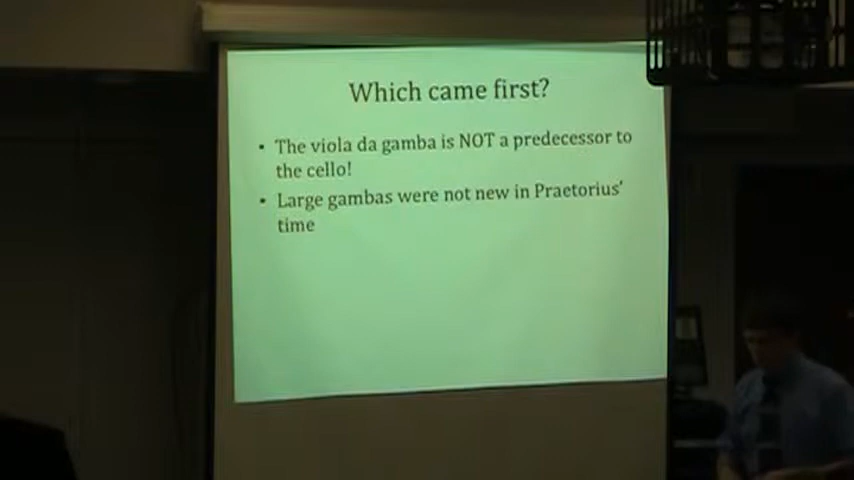 Which came first?
• The viola da gamba is NOT a predecessor to
the cello!
• Large gambas were not new in Praetorius'
time